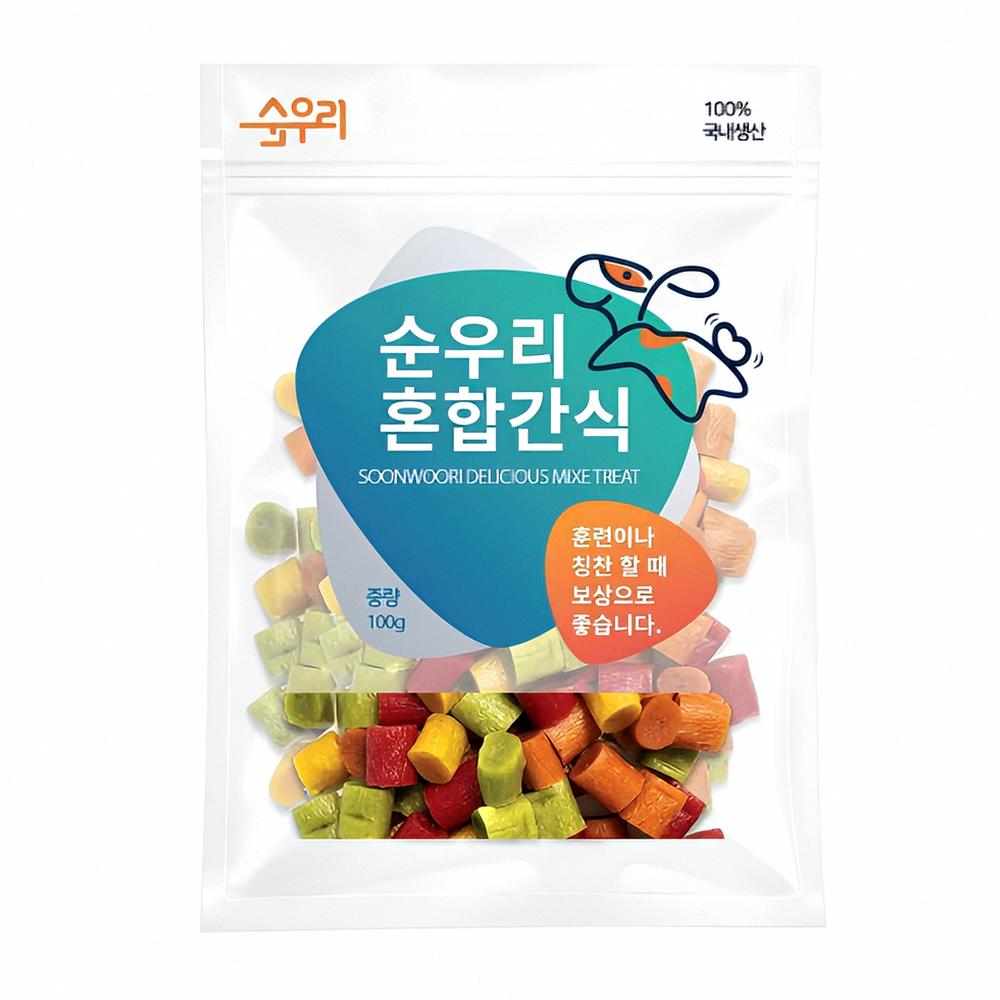 순우리
100%
국내생산
순우리
혼합간식
SOONWOORI DELICIOUS MIXE TREAT
훈련이나
칭찬 할 때
보상으로
좋습니다.
중량
100g